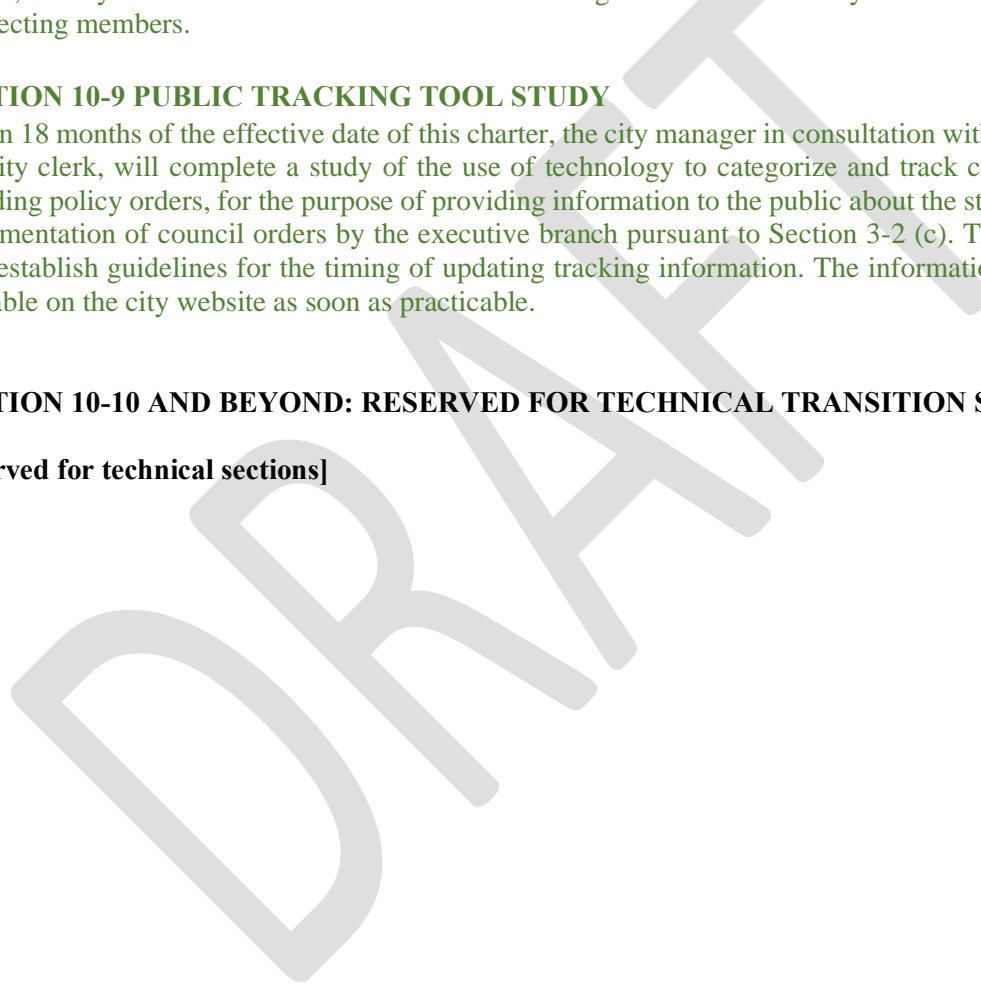 ecting members.
TION 10-9 PUBLIC TRACKING TOOL STUDY
n 18 months of the effective date of this charter, the city manager in consultation wit
ity clerk, will complete a study of the use of technology to categorize and track c
ding policy orders, for the purpose of providing information to the public about the st
mentation of council orders by the executive branch pursuant to Section 3-2 (c). T
establish guidelines for the timing of updating tracking information. The informati
able on the city website as soon as practicable.
TION 10-10 AND BEYOND: RESERVED FOR TECHNICAL TRANSITION S
rved for technical sections]
DRAFT